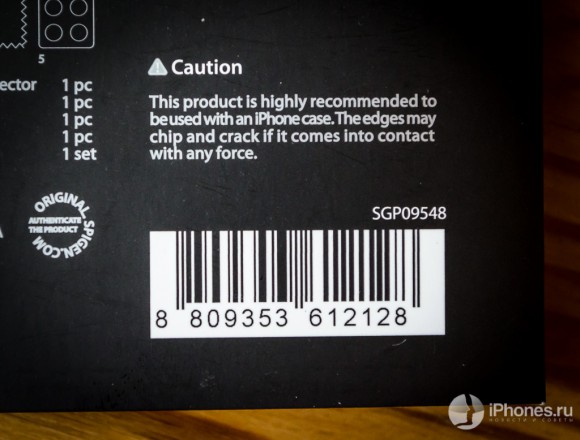 5
ector 1 pc
1 pc
1 pc
1 pc
1 set
Caution
This product is highly recommended to
be used with an iPhone case. The edges may
chip and crack if it comes into contact
with any force.
ORIGINAL
AUTHENTICATE
THE PRODUCT
SPIGEN.COM
A
SGP09548
8 809353 612128
iPhones.ru
НОВОСТИ И СОВЕТЫ